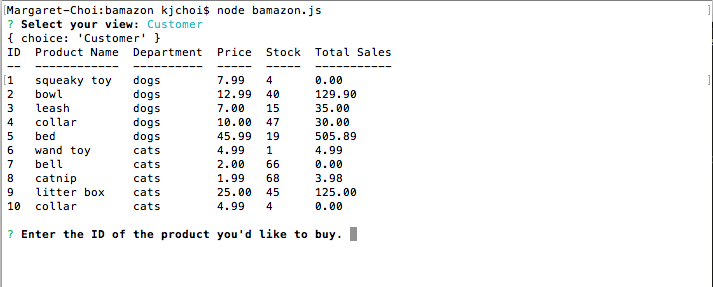 [Margaret-Choi:bamazon kjchoi$ node bamazon.js ]
? Select your view: Customer
{ choice: 'Customer' }
ID  Product Name  Department  Price  Stock  Total Sales
--  ------------  ----------  -----  -----  -----------
[1   squeaky toy   dogs        7.99   4      0.00 ]
2   bowl          dogs        12.99  40     129.90
3   leash         dogs        7.00   15     35.00
4   collar        dogs        10.00  47     30.00
5   bed           dogs        45.99  19     505.89
6   wand toy      cats        4.99   1      4.99
7   bell          cats        2.00   66     0.00
8   catnip        cats        1.99   68     3.98
9   litter box    cats        25.00  45     125.00
10  collar        cats        4.99   4      0.00
? Enter the ID of the product you'd like to buy.